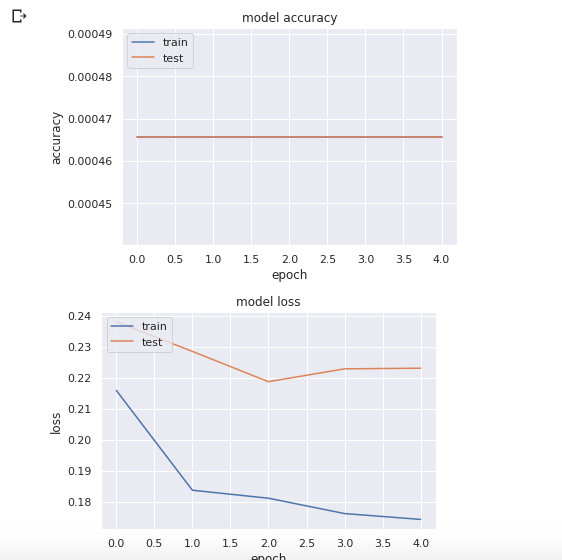 model accuracy
0.00049
0.00048
0.00047
0.00046
0.00045
accuracy
train
test
0.0 0.5 1.0 1.5 2.0 2.5 3.0 3.5 4.0
epoch
model loss
0.24
0.23
0.22
0.21
0.20
0.19
0.18
loss
train
test
0.0 0.5 1.0 1.5 2.0 2.5 3.0 3.5 4.0
epoch